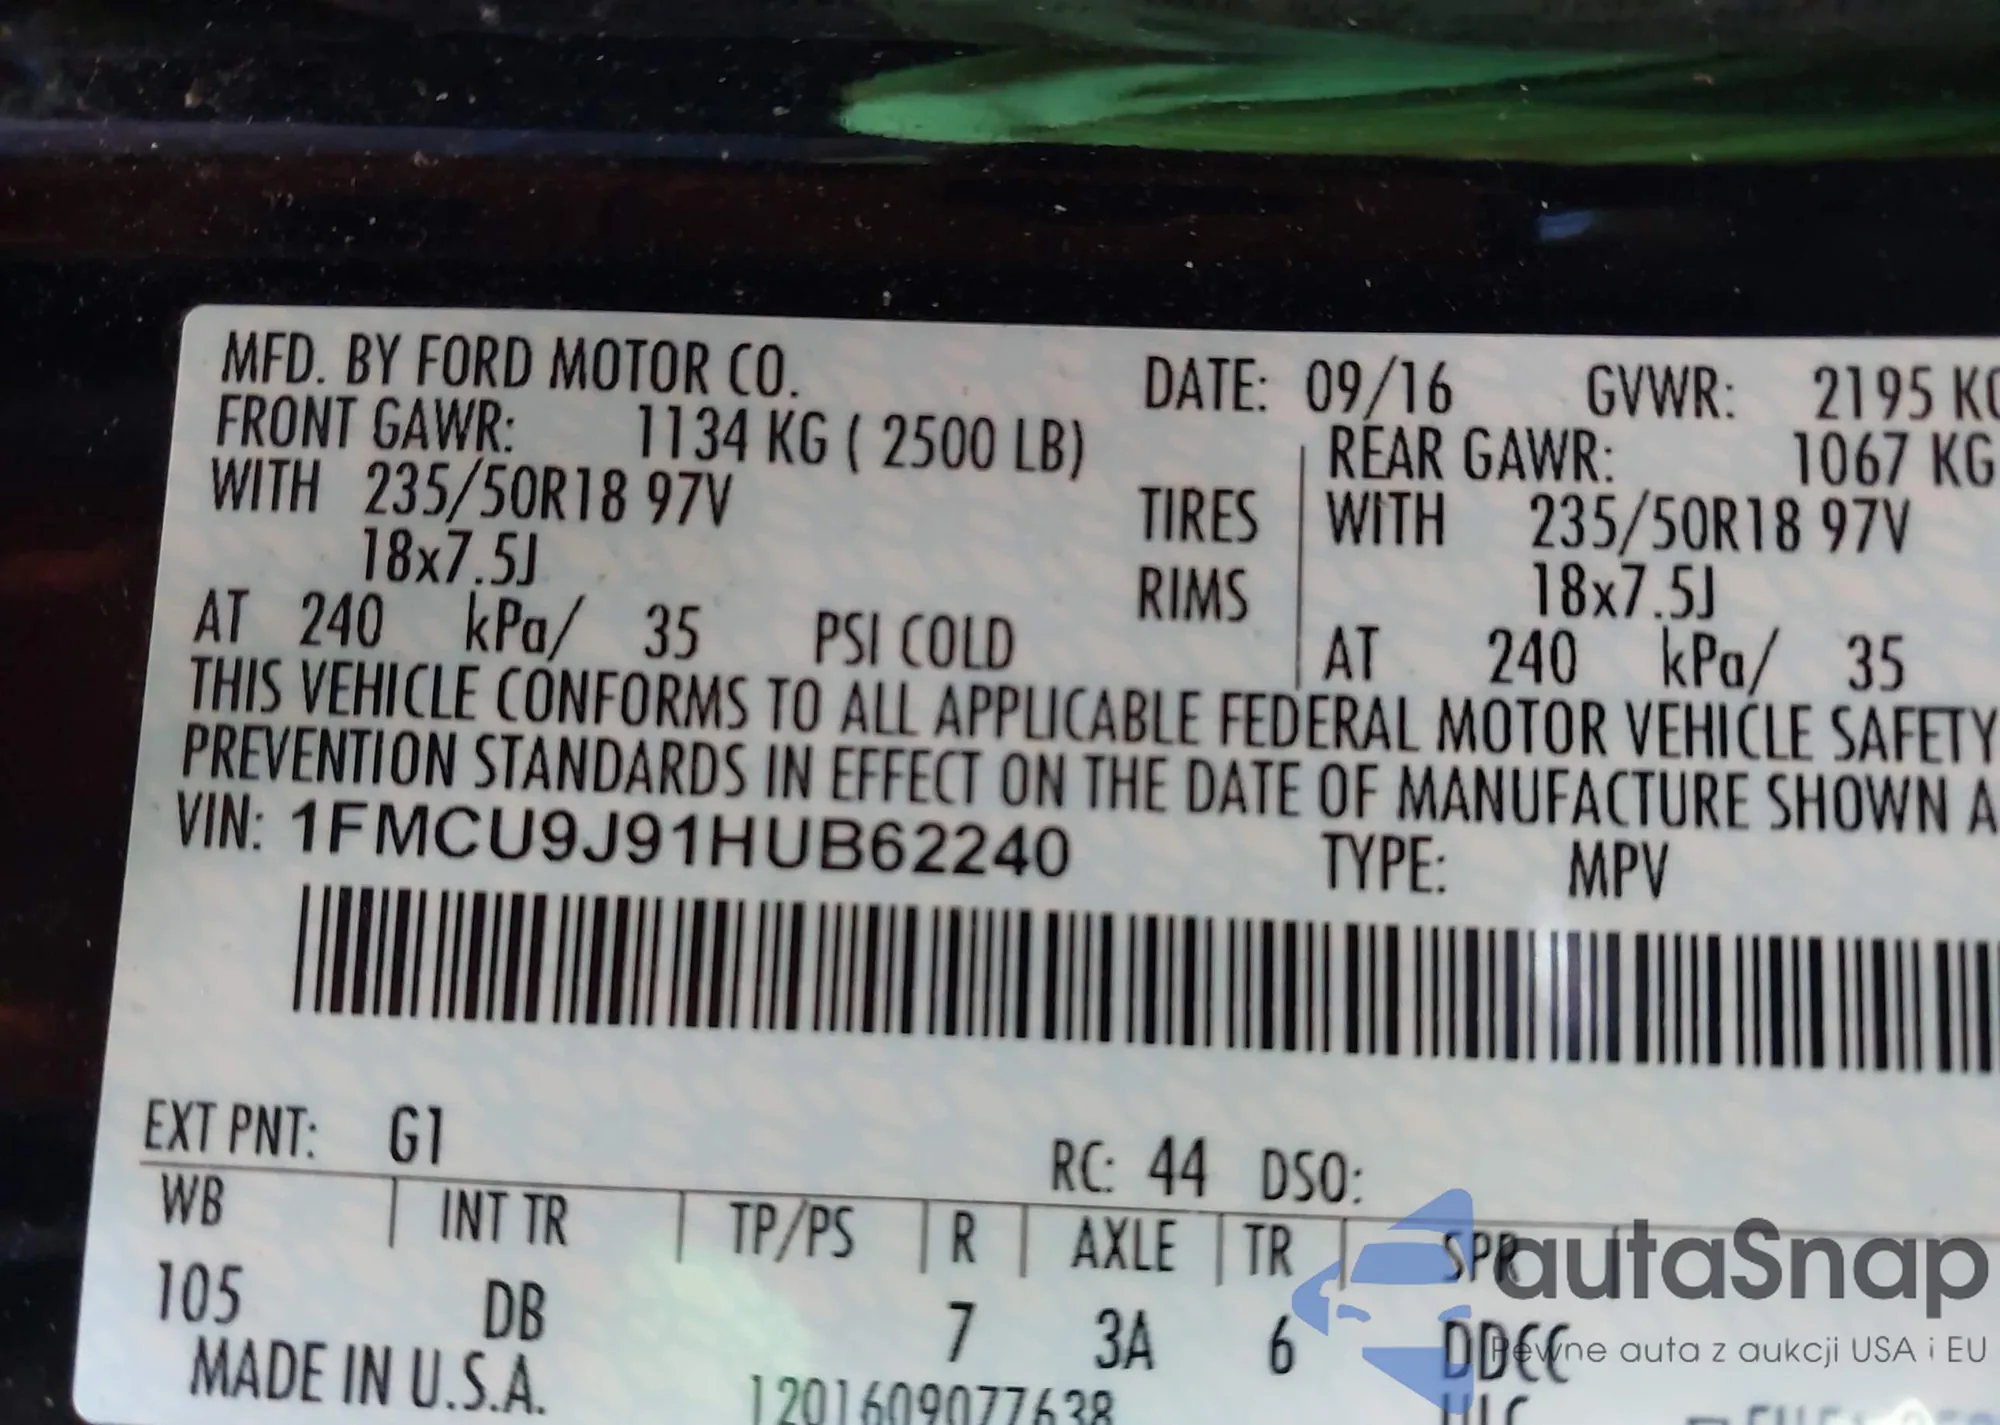 MFD. BY FORD MOTOR CO. DATE: 09/16 GVWR: 2195 KG
FRONT GAWR: 1134 KG ( 2500 LB) REAR GAWR: 1067 KG
WITH 235/50R18 97V TIRES WITH 235/50R18 97V
18x7.5J RIMS 18x7.5J
AT 240 kPa/ 35 PSI COLD AT 240 kPa/ 35
THIS VEHICLE CONFORMS TO ALL APPLICABLE FEDERAL MOTOR VEHICLE SAFETY
PREVENTION STANDARDS IN EFFECT ON THE DATE OF MANUFACTURE SHOWN A
VIN: 1FMCU9J91HUB62240 TYPE: MPV
EXT PNT: G1 RC: 44 DSO:
WB INT TR TP/PS R AXLE TR SPR
105 DB 7 3A 6 DDCC
MADE IN U.S.A. 1201609077638
autaSnap
Pewne auta z aukcji USA i EU